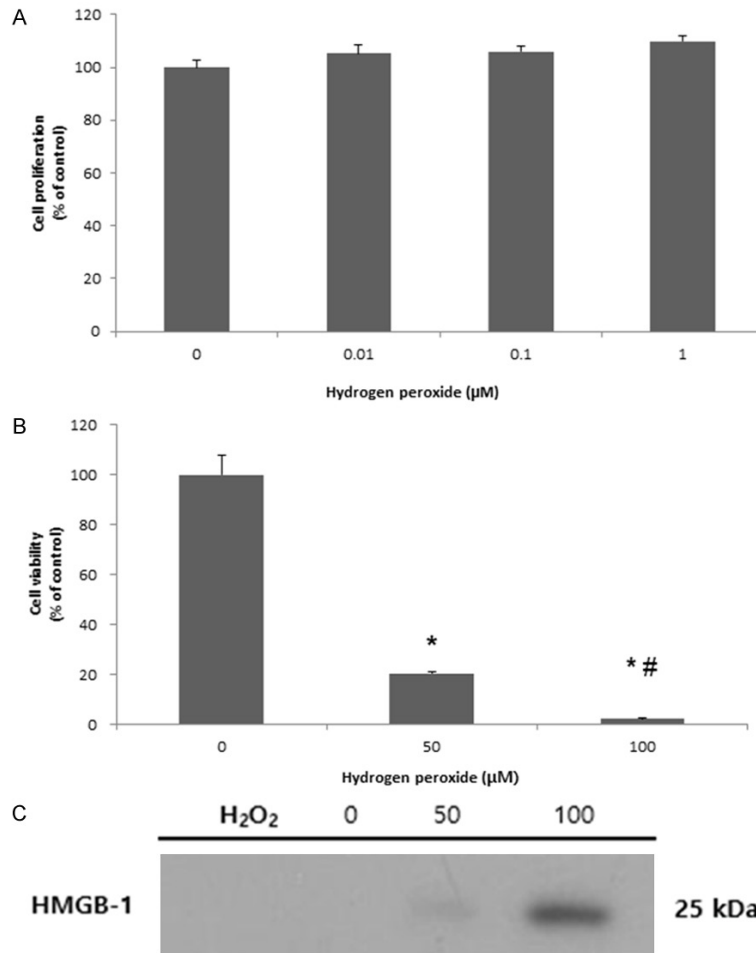 A
120
100
80
60
40
20
0
Cell proliferation
(% of control)
0 0.01 0.1 1
Hydrogen peroxide (µM)
B
120
100
80
60
40
20
0
Cell viability
(% of control)
*
* #
0 50 100
Hydrogen peroxide (µM)
C
H₂O₂ 0 50 100
HMGB-1 25 kDa